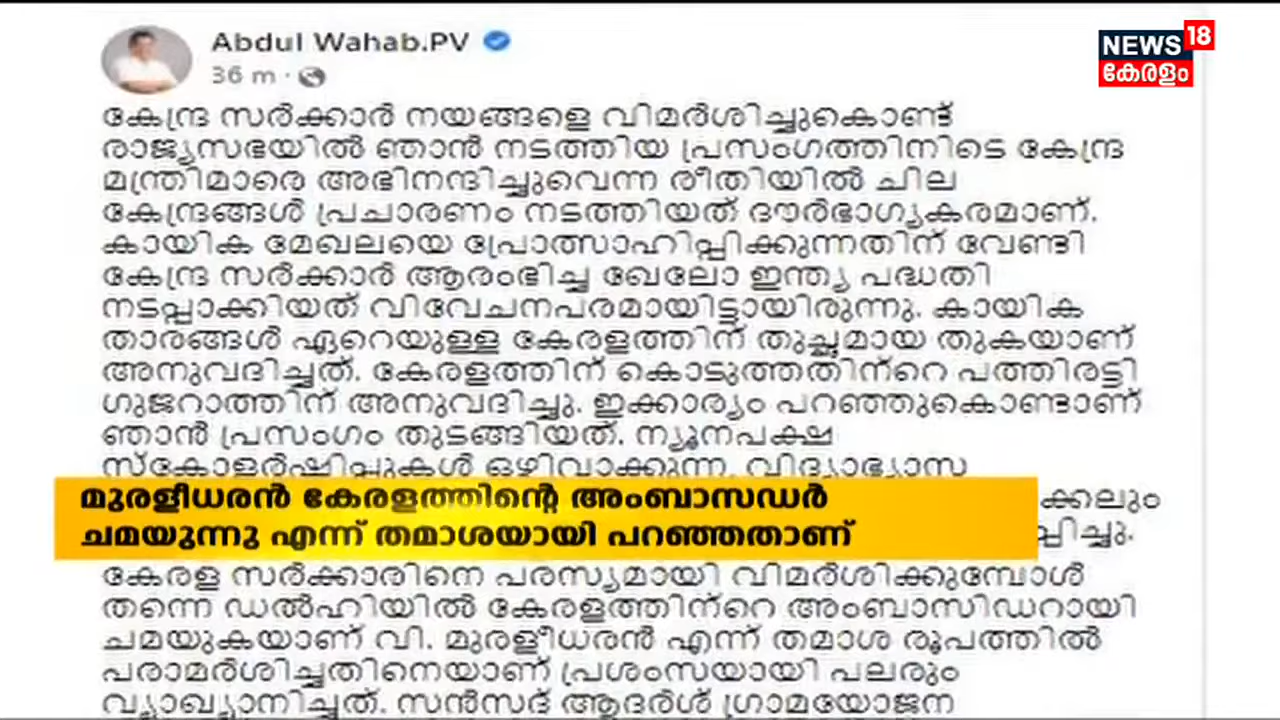 Abdul Wahab.PV
36 m ·
NEWS 18
കേരളം
കേന്ദ്ര സർക്കാർ നയങ്ങളെ വിമർശിച്ചുകൊണ്ട്
രാജ്യസഭയിൽ ഞാൻ നടത്തിയ പ്രസംഗത്തിനിടെ കേന്ദ്ര
മന്ത്രിമാരെ അഭിനന്ദിച്ചുവെന്ന രീതിയിൽ ചില
കേന്ദ്രങ്ങൾ പ്രചാരണം നടത്തിയത് ദൗർഭാഗ്യകരമാണ്.
കായിക മേഖലയെ പ്രോത്സാഹിപ്പിക്കുന്നതിന് വേണ്ടി
കേന്ദ്ര സർക്കാർ ആരംഭിച്ച ഖേലോ ഇന്ത്യ പദ്ധതി
നടപ്പാക്കിയത് വിവേചനപരമായിട്ടായിരുന്നു. കായിക
താരങ്ങൾ ഏറെയുള്ള കേരളത്തിന് തുച്ഛമായ തുകയാണ്
അനുവദിച്ചത്. കേരളത്തിന് കൊടുത്തതിന്റെ പത്തിരട്ടി
ഗുജറാത്തിന് അനുവദിച്ചു. ഇക്കാര്യം പറഞ്ഞുകൊണ്ടാണ്
ഞാൻ പ്രസംഗം തുടങ്ങിയത്. ന്യൂനപക്ഷ
സ്കോളർഷിപ്പുകൾ ഒഴിവാക്കുന്ന, വിദ്യാഭ്യാസ
മുരളീധരൻ കേരളത്തിന്റെ അംബാസഡർ
ചമയുന്നു എന്ന് തമാശയായി പറഞ്ഞതാണ്
കേരള സർക്കാരിനെ പരസ്യമായി വിമർശിക്കുമ്പോൾ
തന്നെ ഡൽഹിയിൽ കേരളത്തിന്റെ അംബാസിഡറായി
ചമയുകയാണ് വി. മുരളീധരൻ എന്ന് തമാശ രൂപത്തിൽ
പരാമർശിച്ചതിനെയാണ് പ്രശംസയായി പലരും
വ്യാഖ്യാനിച്ചത്. സൻസദ് ആദർശ് ഗ്രാമയോജന